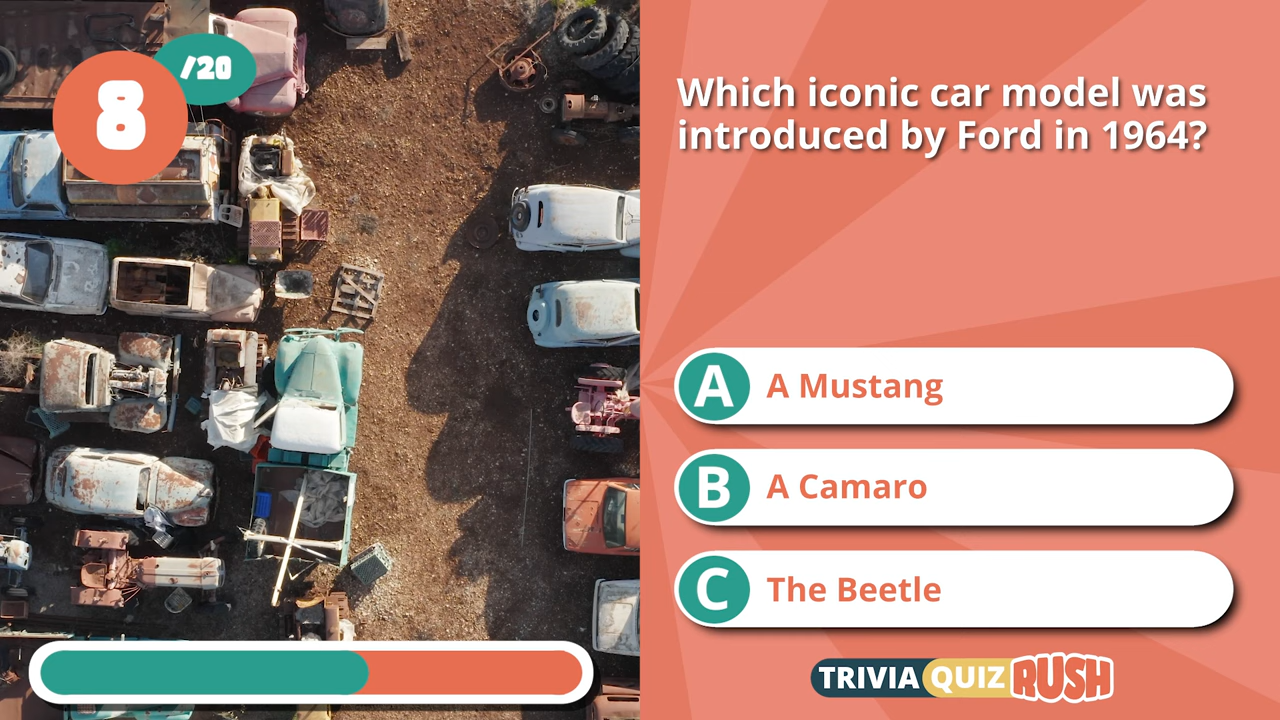 8
/20
Which iconic car model was
introduced by Ford in 1964?
A A Mustang
B A Camaro
C The Beetle
TRIVIA QUIZ RUSH